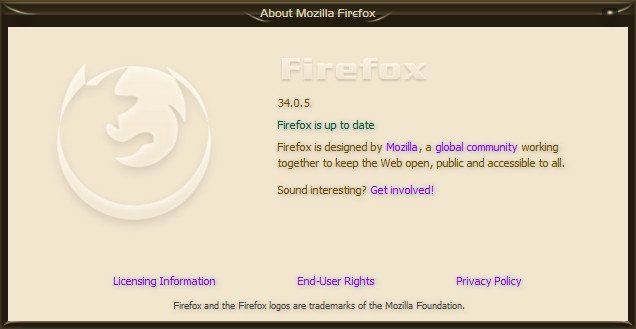 About Mozilla Firefox
Firefox
34.0.5
Firefox is up to date
Firefox is designed by Mozilla, a global community working
together to keep the Web open, public and accessible to all.
Sound interesting? Get involved!
Licensing Information End-User Rights Privacy Policy
Firefox and the Firefox logos are trademarks of the Mozilla Foundation.